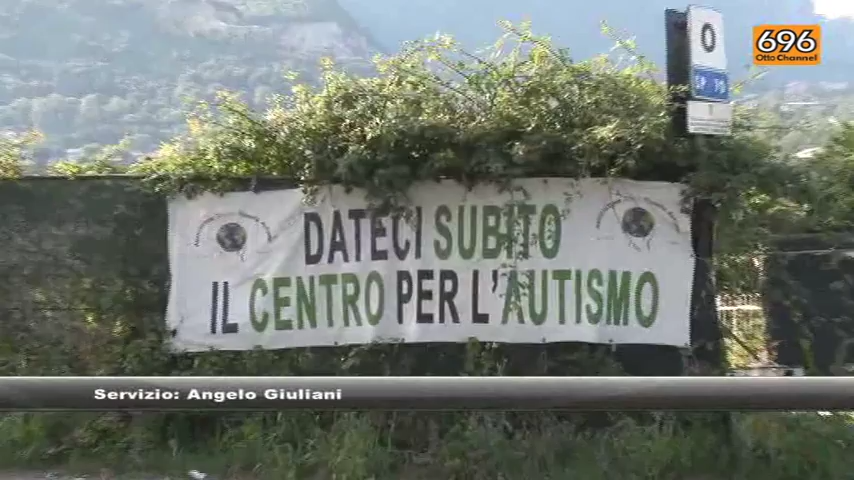 696
Otto Channel
O
DATECI SUBITO
IL CENTRO PER L'AUTISMO
Servizio: Angelo Giuliani